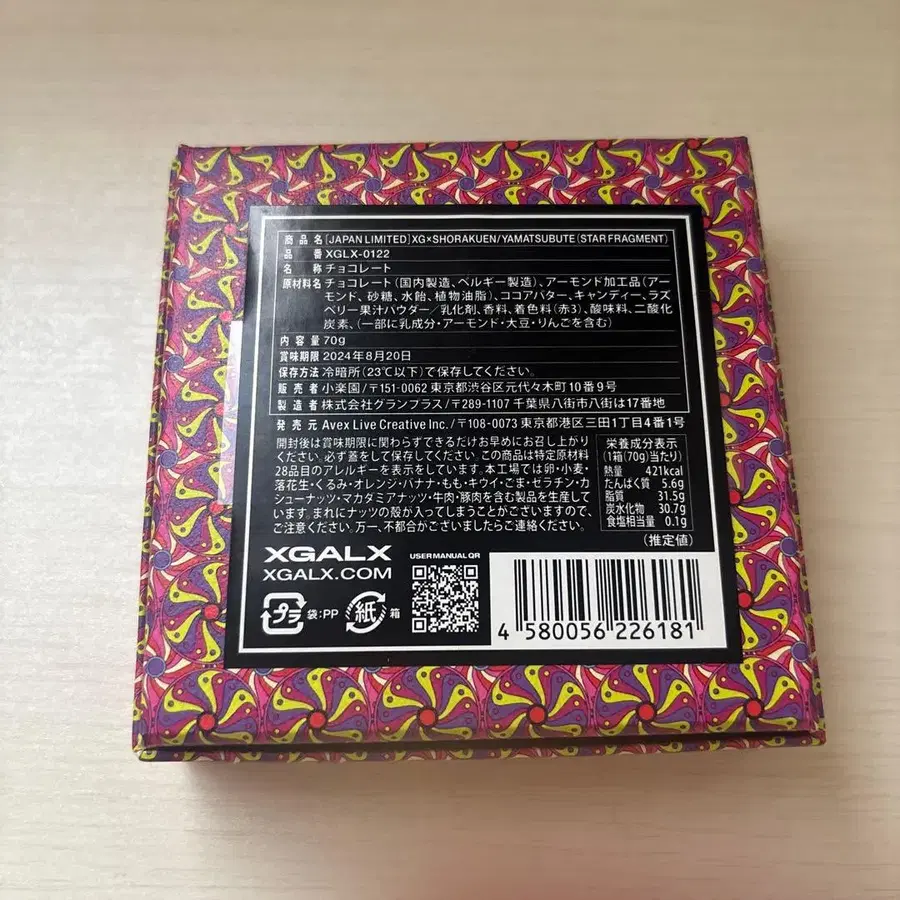 商品名 [JAPAN LIMITED]XG×SHORAKUEN/YAMATSUBUTE (STAR FRAGMENT)
品番 XGLX-0122
名称 チョコレート
原材料名 チョコレート(国内製造、ベルギー製造)、アーモンド加工品(アー
モンド、砂糖、水飴、植物油脂)、ココアバター、キャンディー、ラズ
ベリー果汁パウダー/乳化剤、香料、着色料(赤3)、酸味料、二酸化
炭素、(一部に乳成分・アーモンド・大豆・りんごを含む)
内容量 70g
賞味期限 2024年8月20日
保存方法 冷暗所(23℃以下)で保存してください。
販売者 小楽園/〒151-0062 東京都渋谷区元代々木町10番9号
製造者 株式会社グランプラス/〒289-1107 千葉県八街市八街は17番地
発売元 Avex Live Creative Inc./〒108-0073 東京都港区三田1丁目4番1号
開封後は賞味期限に関わらずできるだけお早めにお召し上がり
ください。必ず蓋をして保存してください。この商品は特定原材料
28品目のアレルギーを表示をしています。本工場では卵・小麦・
落花生・くるみ・オレンジ・バナナ・もも・キウイ・ごま・ゼラチン・カ
シューナッツ・マカダミアナッツ・牛肉・豚肉を含む製品を生産して
います。まれにナッツの殻が入ってしまうことがございますので、
ご注意ください。万一、不都合がございましたらご連絡ください。
栄養成分表示
(1箱(70g)当たり)
熱量 421kcal
たんぱく質 5.6g
脂質 31.5g
炭水化物 30.7g
食塩相当量 0.1g
(推定値)
XGALX
XGALX.COM
USER MANUAL QR
プラ 袋:PP 紙 箱
4 580056 226181